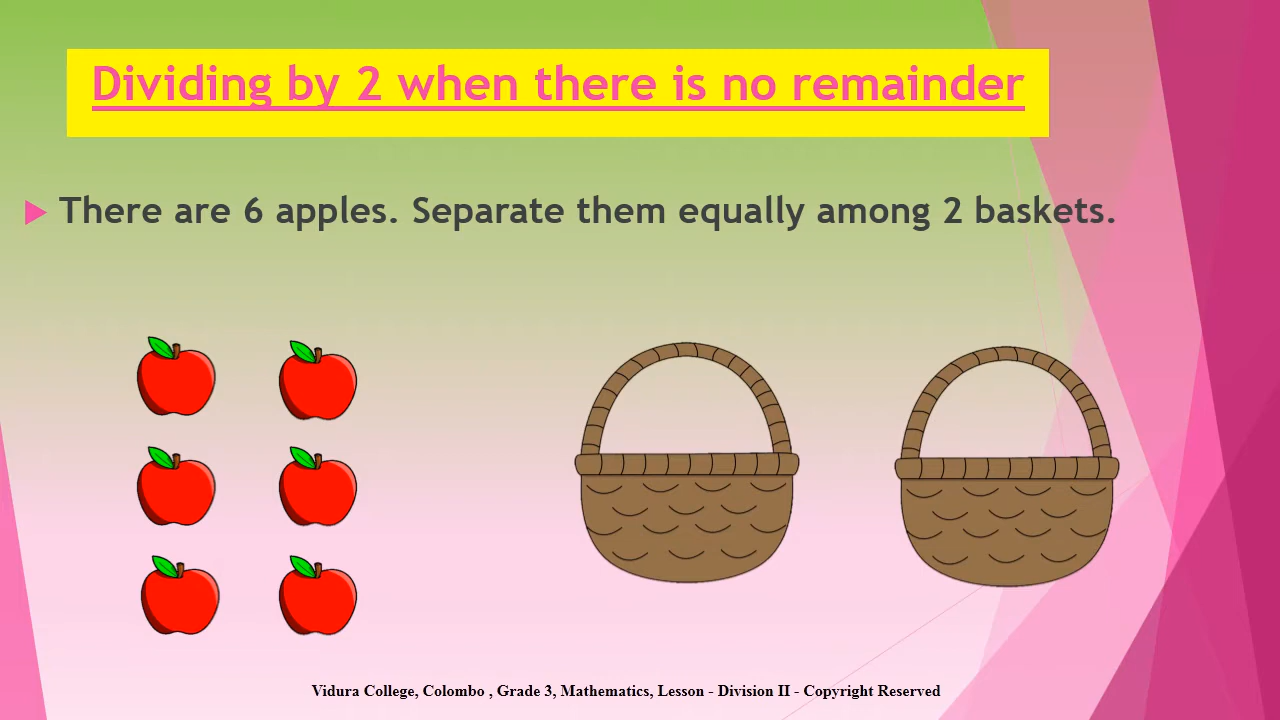 Dividing by 2 when there is no remainder
There are 6 apples. Separate them equally among 2 baskets.
Vidura College, Colombo , Grade 3, Mathematics, Lesson - Division II - Copyright Reserved